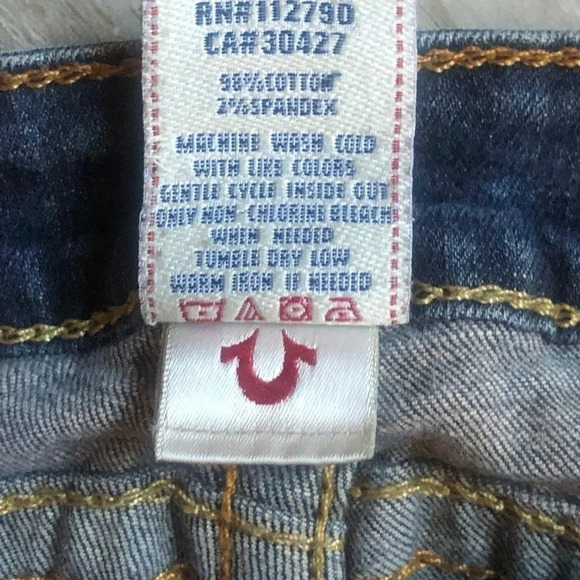 RN#112790
CA#30427
98%COTTON
2%SPANDEX
MACHINE WASH COLD
WITH LIKE COLORS
GENTLE CYCLE INSIDE OUT
ONLY NON-CHLORINE BLEACH
WHEN NEEDED
TUMBLE DRY LOW
WARM IRON IF NEEDED